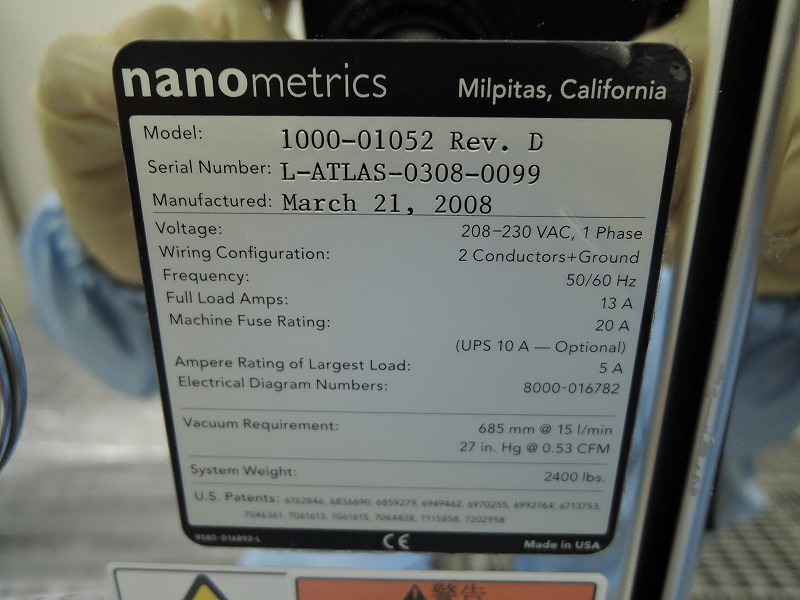 nanometrics Milpitas, California
Model: 1000-01052 Rev. D
Serial Number: L-ATLAS-0308-0099
Manufactured: March 21, 2008
Voltage: 208–230 VAC, 1 Phase
Wiring Configuration: 2 Conductors+Ground
Frequency: 50/60 Hz
Full Load Amps: 13 A
Machine Fuse Rating: 20 A
(UPS 10 A — Optional)
Ampere Rating of Largest Load: 5 A
Electrical Diagram Numbers: 8000-016782
Vacuum Requirement: 685 mm @ 15 l/min
27 in. Hg @ 0.53 CFM
System Weight: 2400 lbs.
U.S. Patents: 6762846, 6836690, 6859279, 6949462, 6970255, 6992764, 6713753,
7046361, 7061613, 7061615, 7064828, 7115858, 7202958
9580-016892-L CE Made in USA
警告